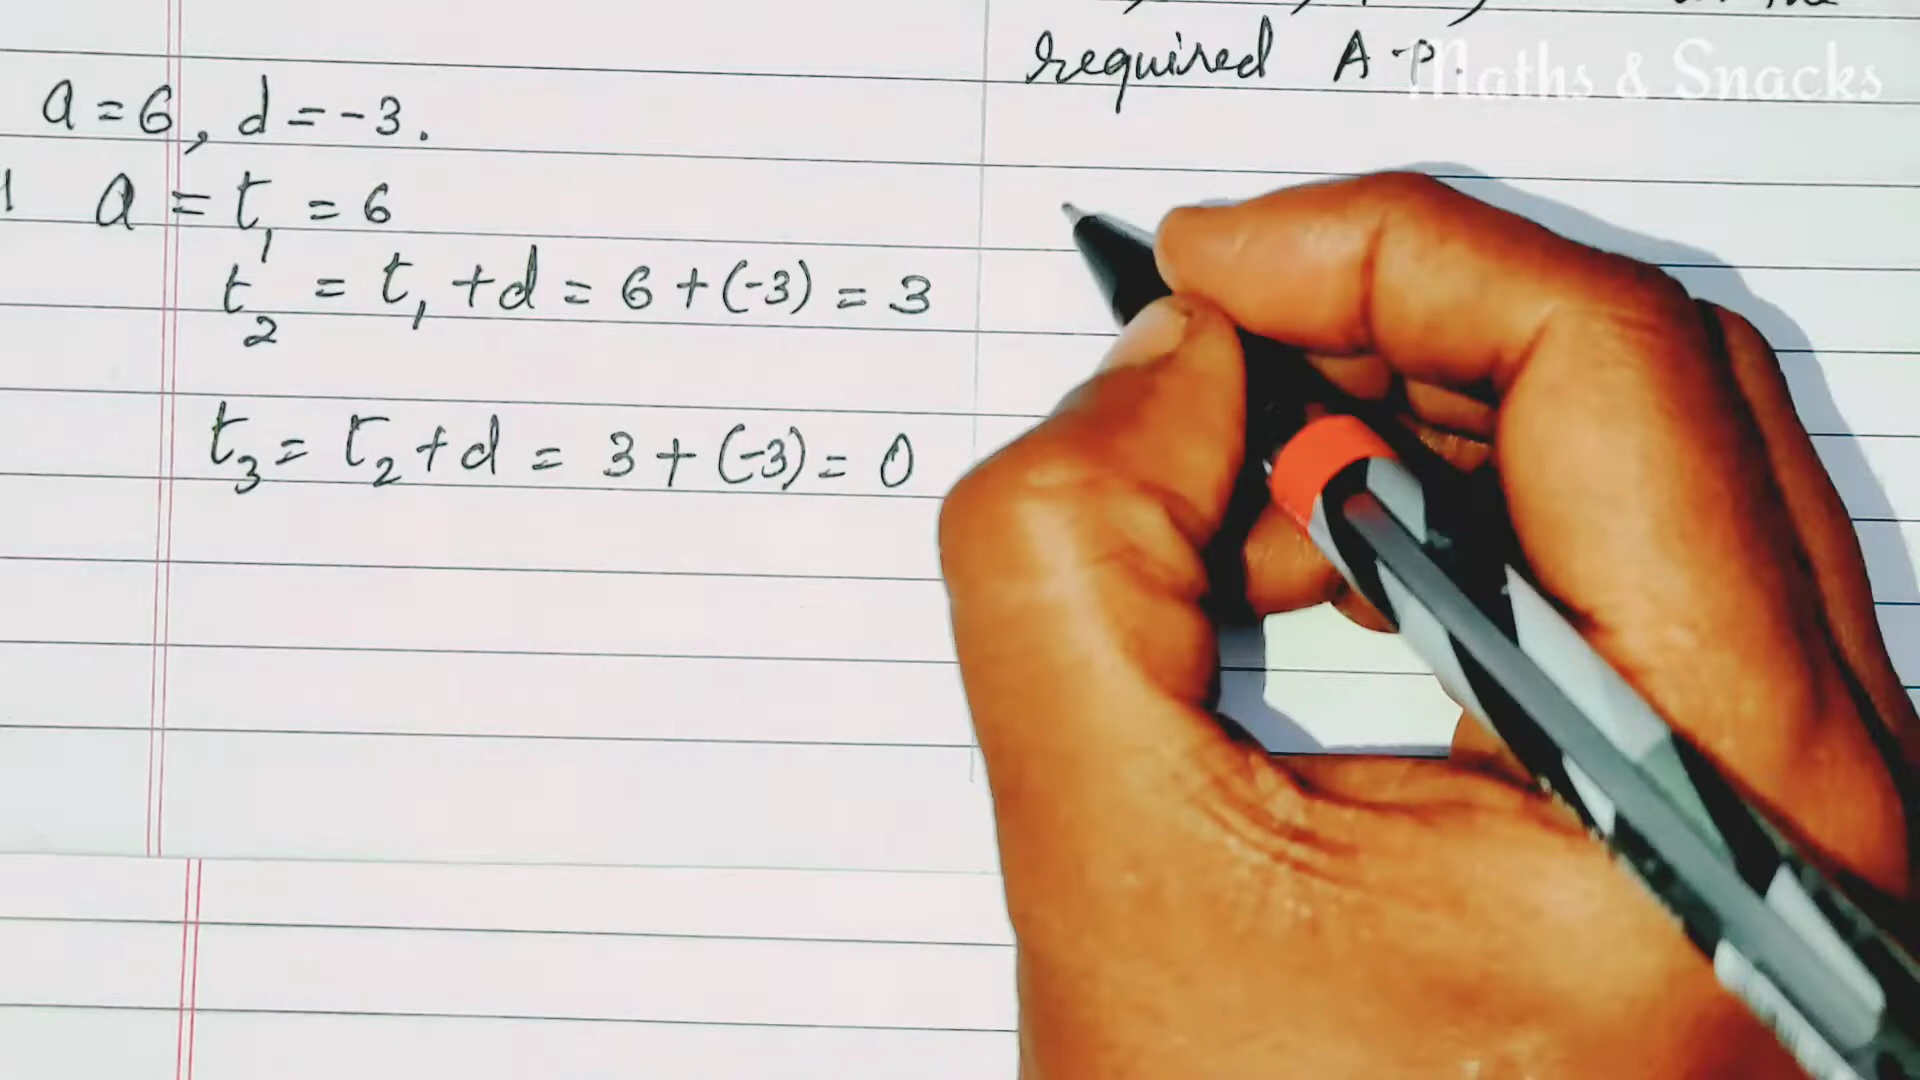 a = 6, d = -3.
a = t₁ = 6
t₂ = t₁ + d = 6 + (-3) = 3
t₃ = t₂ + d = 3 + (-3) = 0
required A.P.
Maths & Snacks